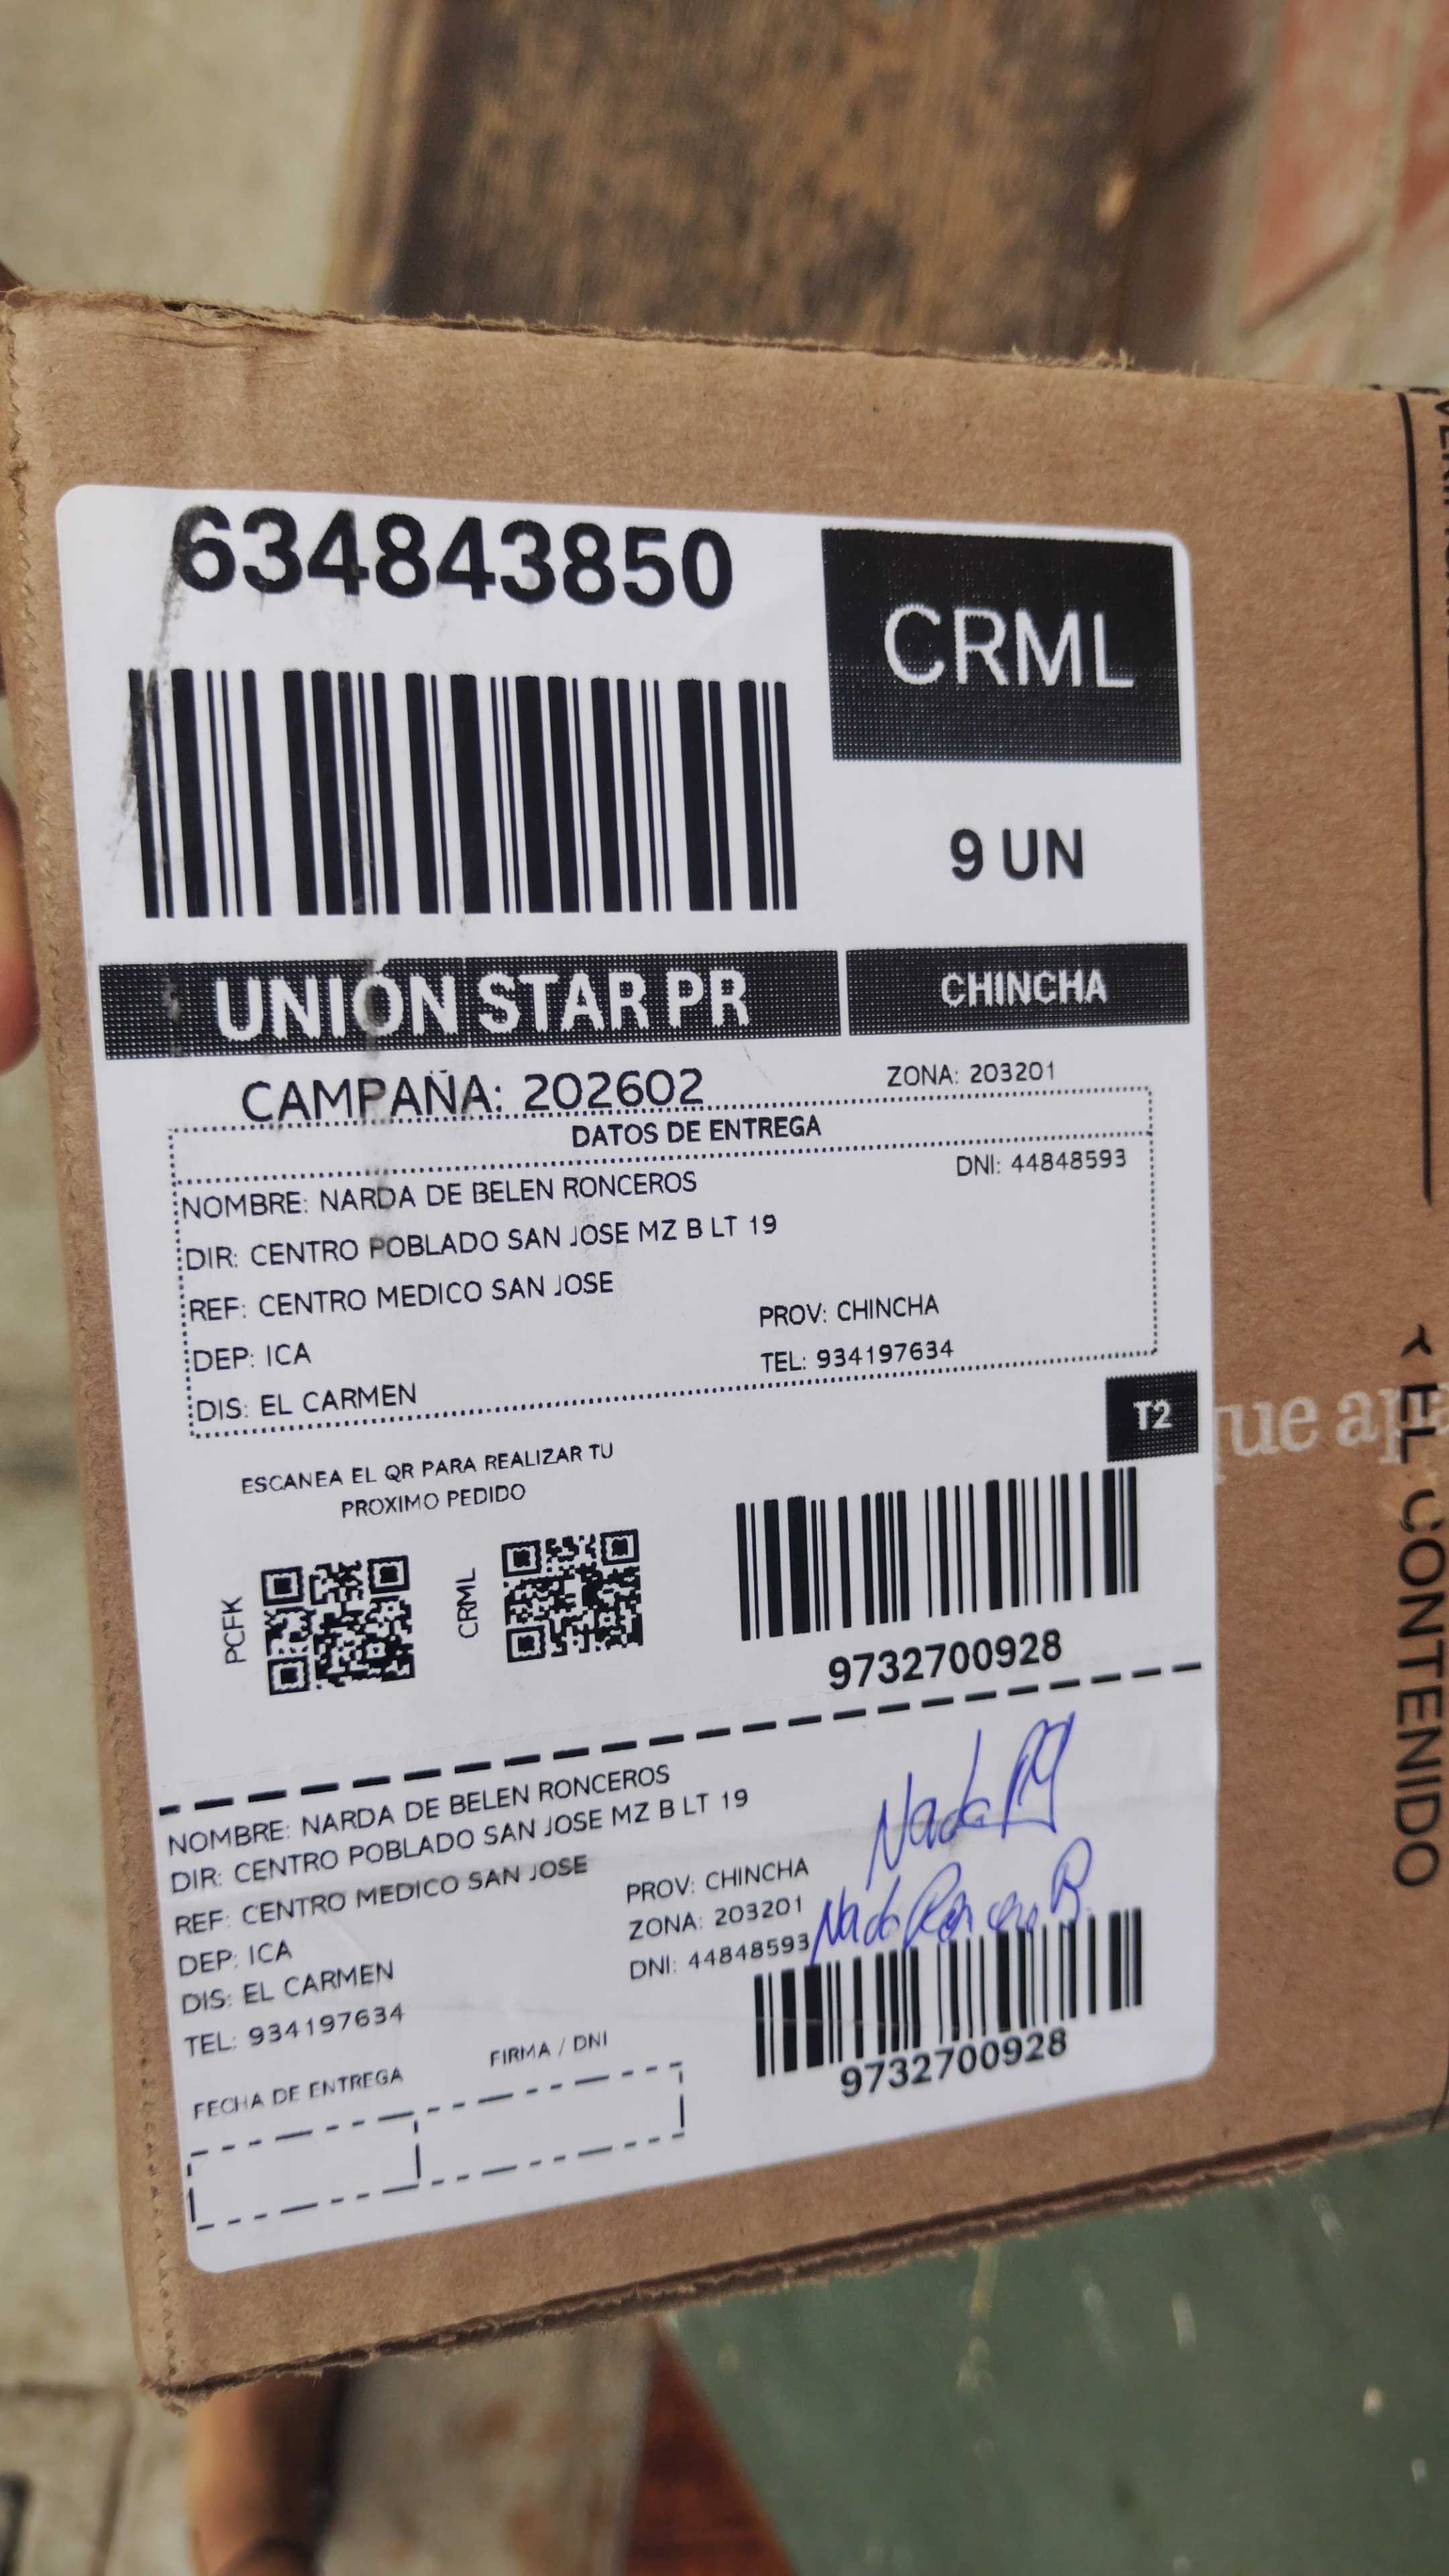 634843850
CRML
9 UN
UNIÓN STAR PR
CHINCHA
CAMPAÑA: 202602
ZONA: 203201
DATOS DE ENTREGA
NOMBRE: NARDA DE BELEN RONCEROS
DNI: 44848593
DIR: CENTRO POBLADO SAN JOSE MZ B LT 19
REF: CENTRO MEDICO SAN JOSE
DEP: ICA
PROV: CHINCHA
DIS: EL CARMEN
TEL: 934197634
T2
ESCANEA EL QR PARA REALIZAR TU
PROXIMO PEDIDO
PCFK
CRML
9732700928
NOMBRE: NARDA DE BELEN RONCEROS
DIR: CENTRO POBLADO SAN JOSE MZ B LT 19
REF: CENTRO MEDICO SAN JOSE
DEP: ICA
PROV: CHINCHA
ZONA: 203201
DIS: EL CARMEN
DNI: 44848593
TEL: 934197634
FECHA DE ENTREGA
FIRMA / DNI
9732700928
EL CONTENIDO